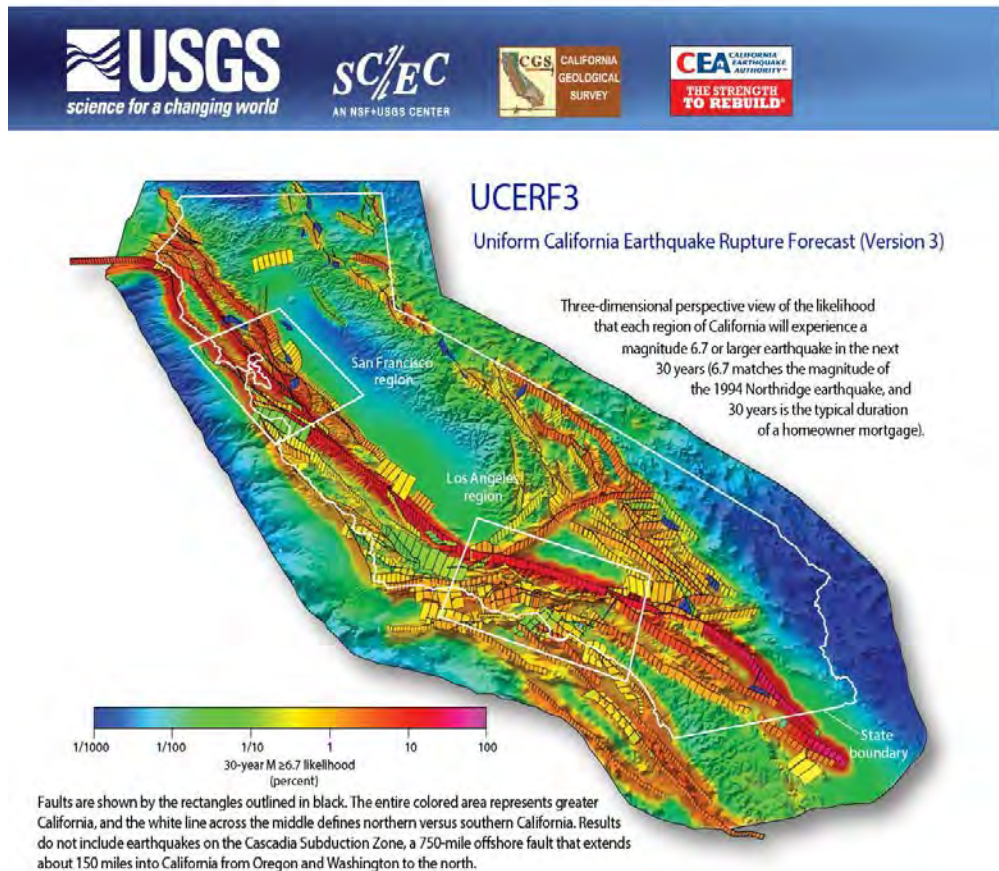 USGS
science for a changing world
SC/EC
AN NSF+USGS CENTER
CGS
CALIFORNIA
GEOLOGICAL
SURVEY
CEA CALIFORNIA
EARTHQUAKE
AUTHORITY™
THE STRENGTH
TO REBUILD®
UCERF3
Uniform California Earthquake Rupture Forecast (Version 3)
Three-dimensional perspective view of the likelihood
that each region of California will experience a
magnitude 6.7 or larger earthquake in the next
30 years (6.7 matches the magnitude of
the 1994 Northridge earthquake, and
30 years is the typical duration
of a homeowner mortgage).
San Francisco
region
Los Angeles
region
State
boundary
1/1000 1/100 1/10 1 10 100
30-year M ≥6.7 likelihood
(percent)
Faults are shown by the rectangles outlined in black. The entire colored area represents greater
California, and the white line across the middle defines northern versus southern California. Results
do not include earthquakes on the Cascadia Subduction Zone, a 750-mile offshore fault that extends
about 150 miles into California from Oregon and Washington to the north.